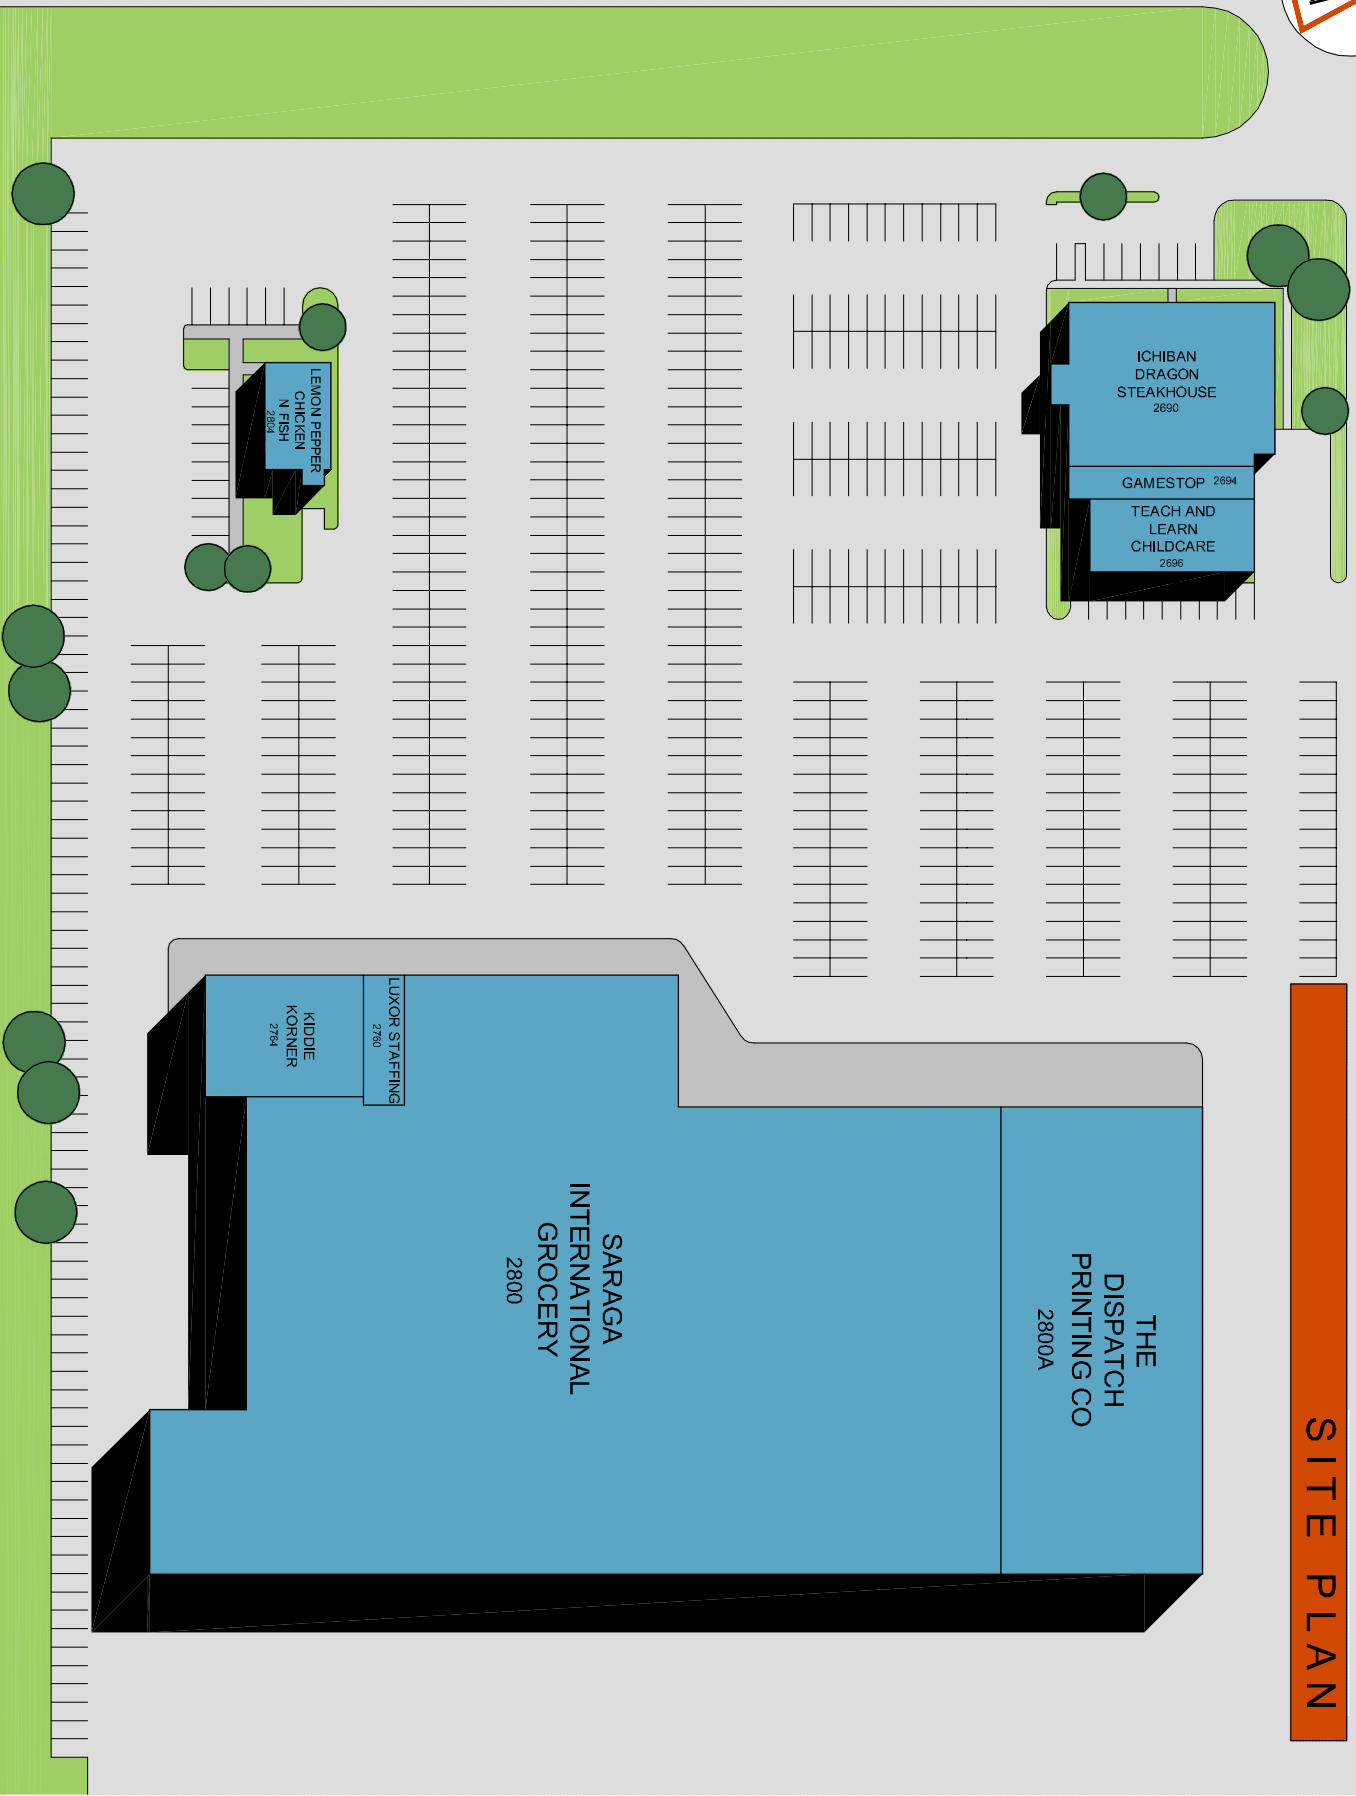 ICHIBAN
DRAGON
STEAKHOUSE
2690
GAMESTOP 2694
TEACH AND
LEARN
CHILDCARE
2696
LEMON PEPPER
CHICKEN
N FISH
2804
KIDDIE
KORNER
2764
LUXOR STAFFING
2760
SARAGA
INTERNATIONAL
GROCERY
2800
THE
DISPATCH
PRINTING CO
2800A
SITE PLAN